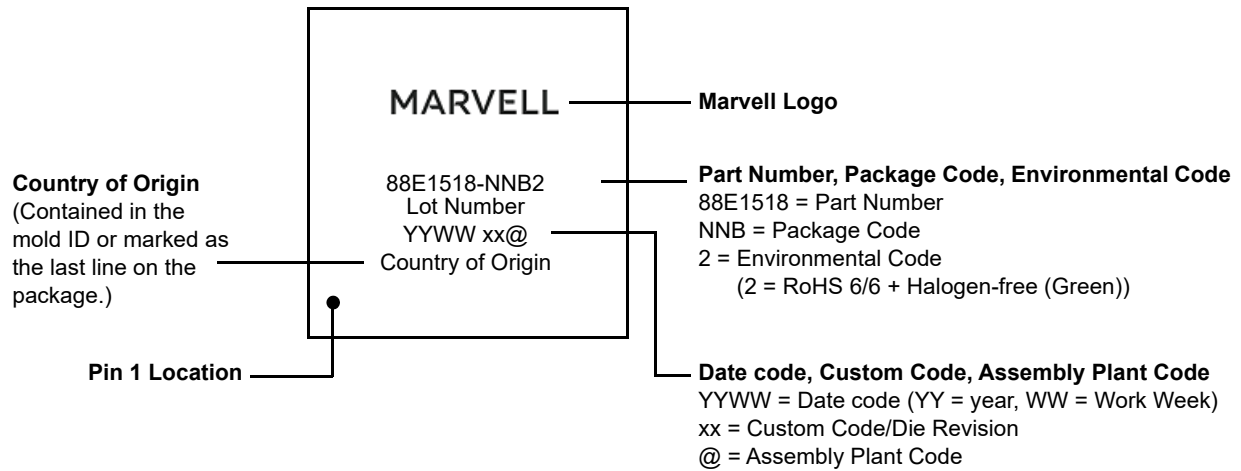 MARVELL
Marvell Logo
Country of Origin
(Contained in the
mold ID or marked as
the last line on the
package.)
88E1518-NNB2
Lot Number
YYWW xx@
Country of Origin
Part Number, Package Code, Environmental Code
88E1518 = Part Number
NNB = Package Code
2 = Environmental Code
(2 = RoHS 6/6 + Halogen-free (Green))
Pin 1 Location
Date code, Custom Code, Assembly Plant Code
YYWW = Date code (YY = year, WW = Work Week)
xx = Custom Code/Die Revision
@ = Assembly Plant Code